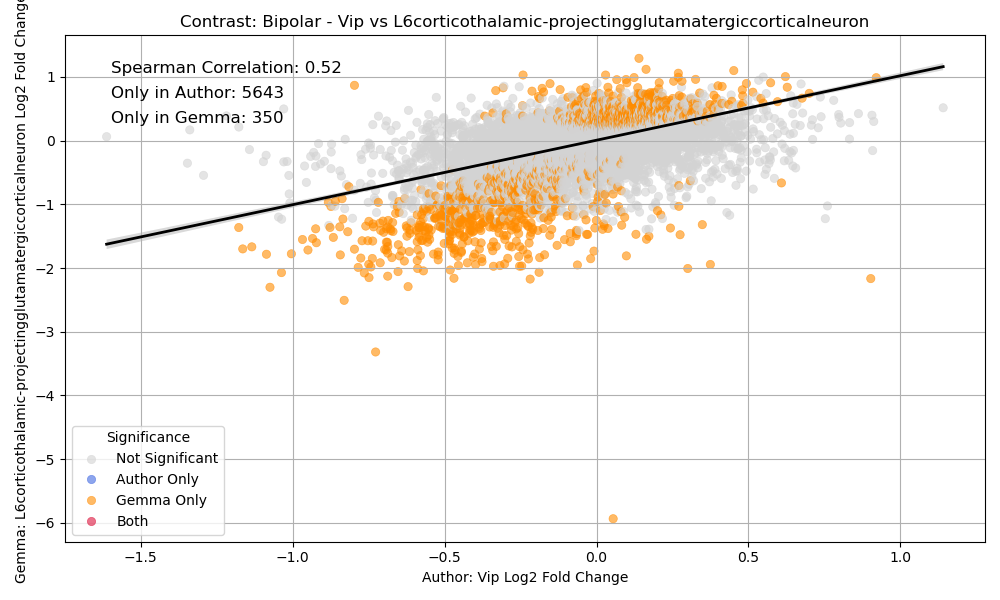 Contrast: Bipolar - Vip vs L6corticothalamic-projectingglutamatergiccorticalneuron
Gemma: L6corticothalamic-projectingglutamatergiccorticalneuron Log2 Fold Change
Spearman Correlation: 0.52
Only in Author: 5643
Only in Gemma: 350
1
0
−1
−2
−3
−4
−5
−6
Significance
Not Significant
Author Only
Gemma Only
Both
−1.5
−1.0
−0.5
0.0
0.5
1.0
Author: Vip Log2 Fold Change